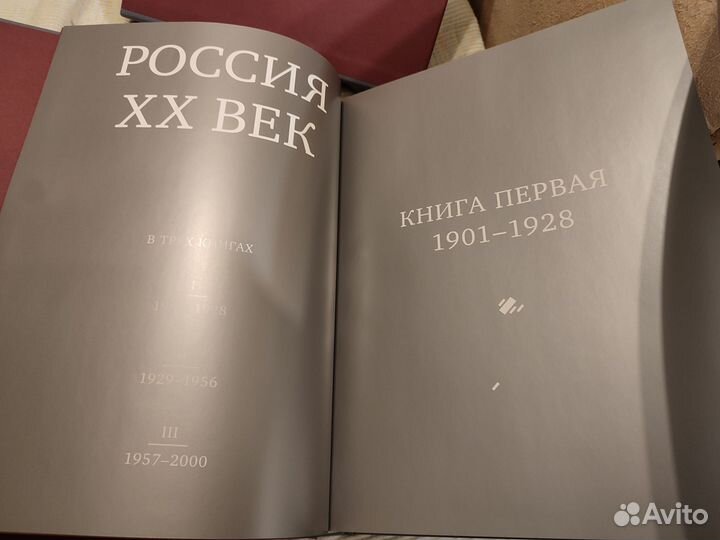 РОССИЯ
XX ВЕК
В ТРЕХ КНИГАХ
I
1929–1956
III
1957–2000
КНИГА ПЕРВАЯ
1901–1928
Avito